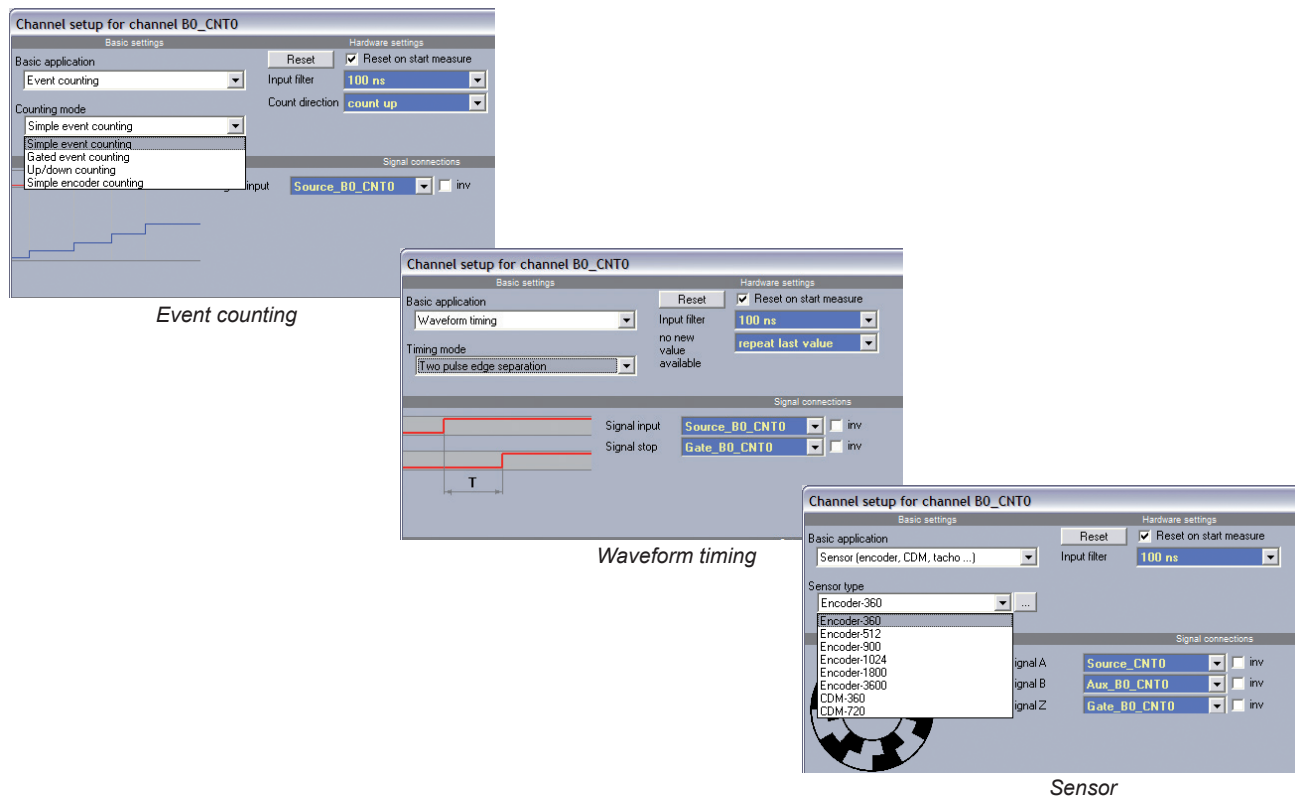 Channel setup for channel B0_CNT0
Basic settings Hardware settings
Basic application Reset Reset on start measure
Event counting Input filter 100 ns
Counting mode Count direction count up
Simple event counting
Simple event counting
Gated event counting
Up/down counting Signal connections
Simple encoder counting input Source_B0_CNT0 inv
Event counting
Channel setup for channel B0_CNT0
Basic settings Hardware settings
Basic application Reset Reset on start measure
Waveform timing Input filter 100 ns
Timing mode no new value available repeat last value
Two pulse edge separation
Signal connections
Signal input Source_B0_CNT0 inv
Signal stop Gate_B0_CNT0 inv
T
Waveform timing
Channel setup for channel B0_CNT0
Basic settings Hardware settings
Basic application Reset Reset on start measure
Sensor (encoder, CDM, tacho ...) Input filter 100 ns
Sensor type
Encoder-360 ...
Encoder-360
Encoder-512 Signal connections
Encoder-900
Encoder-1024 ignal A Source_CNT0 inv
Encoder-1800
Encoder-3600 ignal B Aux_B0_CNT0 inv
CDM-360
CDM-720 ignal Z Gate_B0_CNT0 inv
Sensor